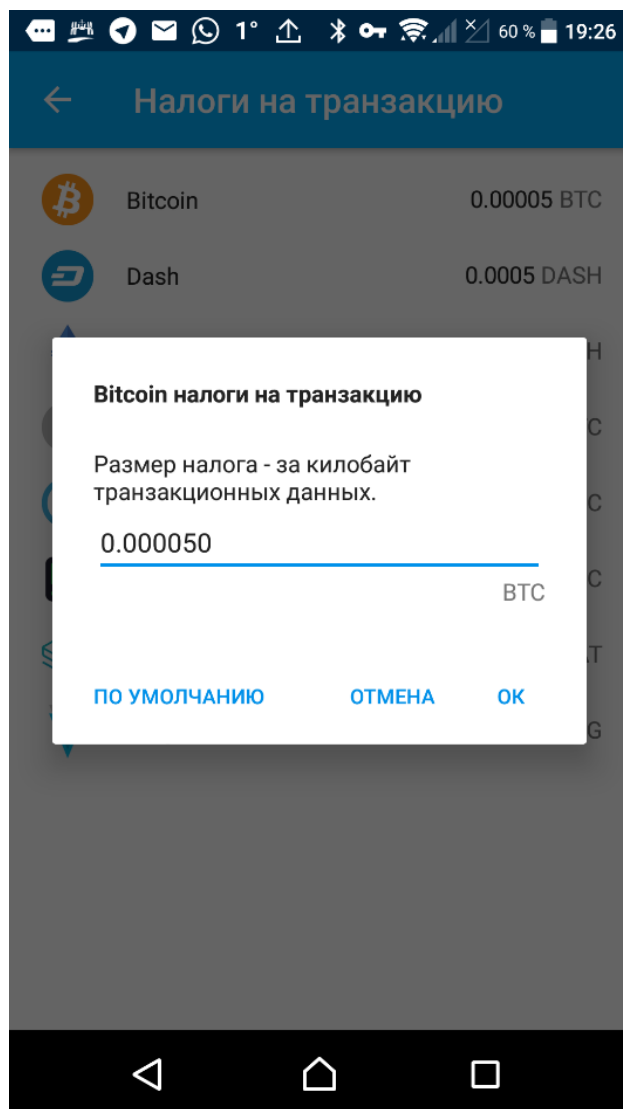 1° 60 % 19:26
Налоги на транзакцию
Bitcoin 0.00005 BTC
Dash 0.0005 DASH
H
Bitcoin налоги на транзакцию
C
Размер налога - за килобайт
транзакционных данных.
C
0.000050
C
BTC
T
ПО УМОЛЧАНИЮ ОТМЕНА ОК
G